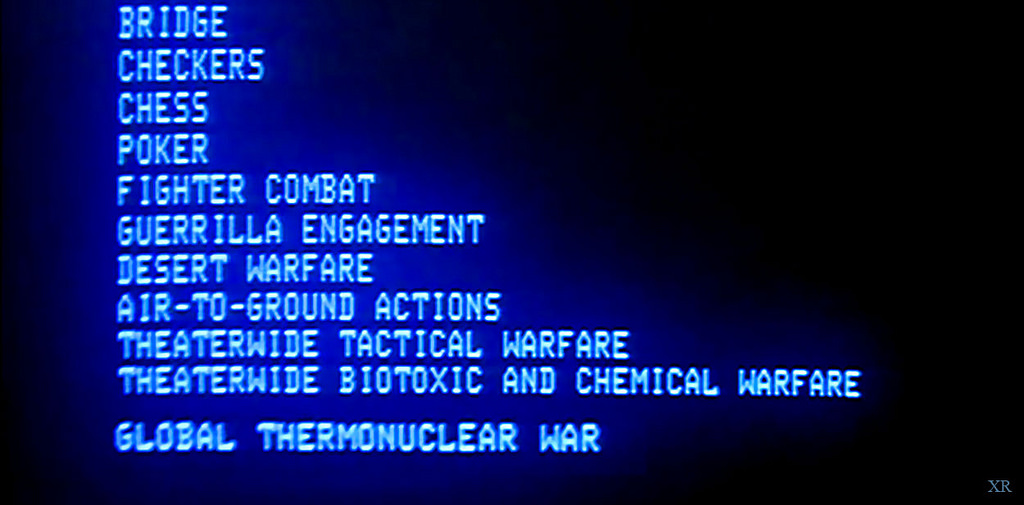 BRIDGE
CHECKERS
CHESS
POKER
FIGHTER COMBAT
GUERRILLA ENGAGEMENT
DESERT WARFARE
AIR-TO-GROUND ACTIONS
THEATERWIDE TACTICAL WARFARE
THEATERWIDE BIOTOXIC AND CHEMICAL WARFARE
GLOBAL THERMONUCLEAR WAR
XR